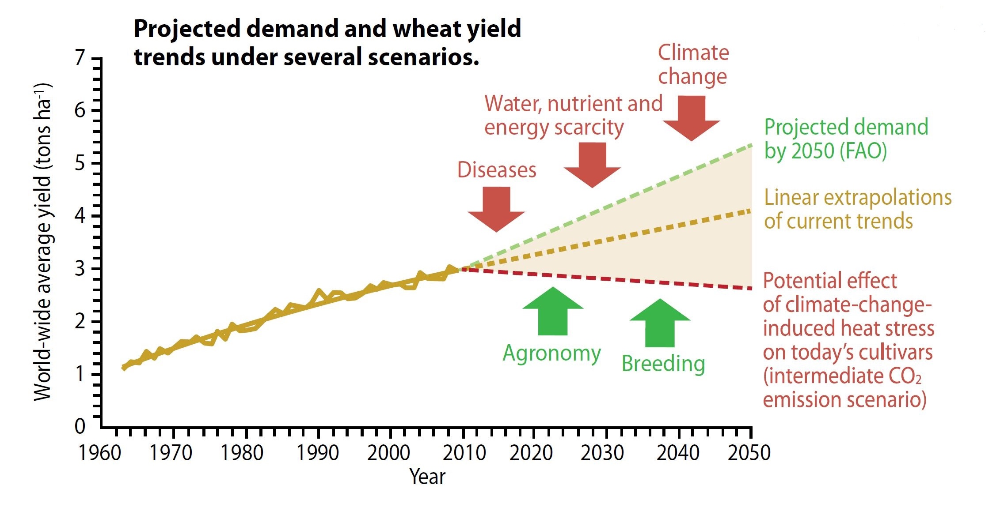 Projected demand and wheat yield
trends under several scenarios.
World-wide average yield (tons ha⁻¹)
7
6
5
4
3
2
1
0
Climate
change
Water, nutrient and
energy scarcity
Diseases
Projected demand
by 2050 (FAO)
Linear extrapolations
of current trends
Potential effect
of climate-change-
induced heat stress
on today’s cultivars
(intermediate CO₂
emission scenario)
Agronomy
Breeding
1960 1970 1980 1990 2000 2010 2020 2030 2040 2050
Year